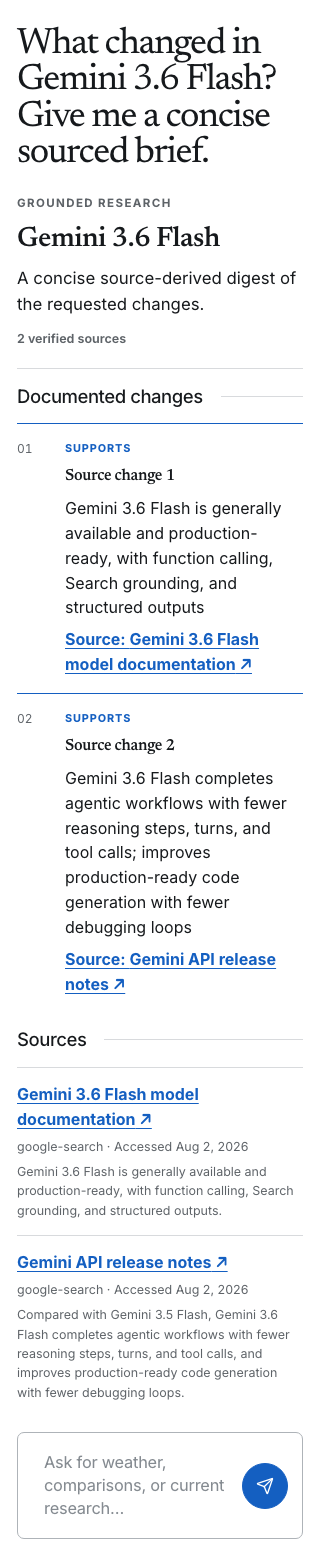 What changed in
Gemini 3.6 Flash?
Give me a concise
sourced brief.
GROUNDED RESEARCH
Gemini 3.6 Flash
A concise source-derived digest of
the requested changes.
2 verified sources
Documented changes
01
SUPPORTS
Source change 1
Gemini 3.6 Flash is generally
available and production-
ready, with function calling,
Search grounding, and
structured outputs
Source: Gemini 3.6 Flash
model documentation ↗
02
SUPPORTS
Source change 2
Gemini 3.6 Flash completes
agentic workflows with fewer
reasoning steps, turns, and
tool calls; improves
production-ready code
generation with fewer
debugging loops
Source: Gemini API release
notes ↗
Sources
Gemini 3.6 Flash model
documentation ↗
google-search · Accessed Aug 2, 2026
Gemini 3.6 Flash is generally available and
production-ready, with function calling, Search
grounding, and structured outputs.
Gemini API release notes ↗
google-search · Accessed Aug 2, 2026
Compared with Gemini 3.5 Flash, Gemini 3.6
Flash completes agentic workflows with fewer
reasoning steps, turns, and tool calls, and
improves production-ready code generation
with fewer debugging loops.
Ask for weather,
comparisons, or current
research...